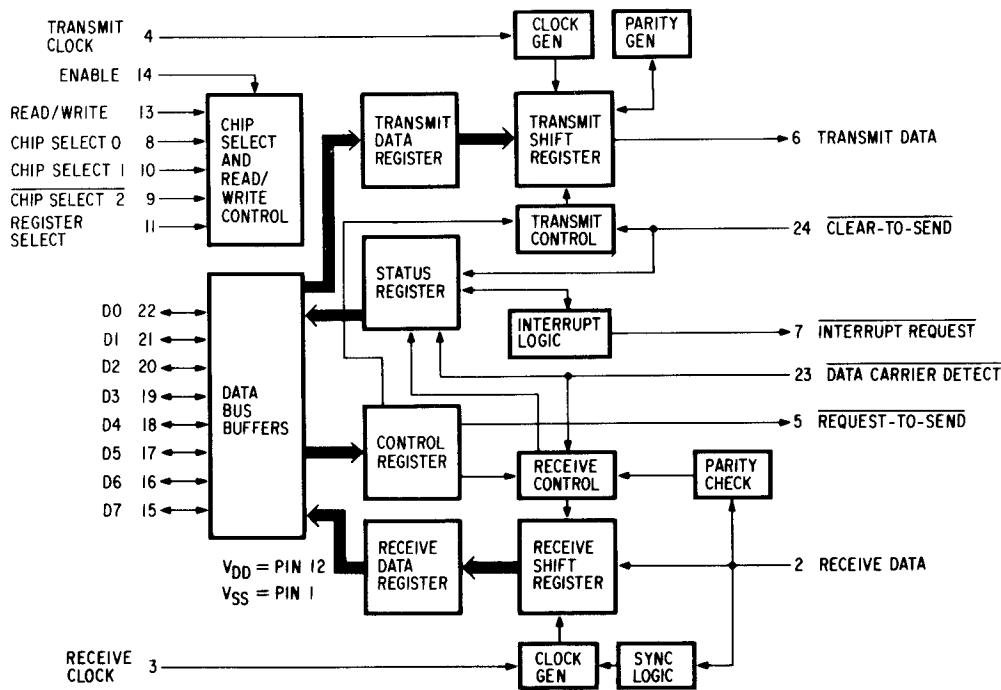 TRANSMIT
CLOCK
4
CLOCK
GEN
PARITY
GEN
ENABLE 14
READ/WRITE 13
CHIP SELECT 0 8
CHIP SELECT 1 10
CHIP SELECT 2 9
REGISTER
SELECT
11
CHIP
SELECT
AND
READ/
WRITE
CONTROL
TRANSMIT
DATA
REGISTER
TRANSMIT
SHIFT
REGISTER
6 TRANSMIT DATA
TRANSMIT
CONTROL
24 CLEAR-TO-SEND
STATUS
REGISTER
INTERRUPT
LOGIC
7 INTERRUPT REQUEST
23 DATA CARRIER DETECT
5 REQUEST-TO-SEND
D0 22
D1 21
D2 20
D3 19
D4 18
D5 17
D6 16
D7 15
DATA
BUS
BUFFERS
CONTROL
REGISTER
RECEIVE
CONTROL
PARITY
CHECK
RECEIVE
DATA
REGISTER
RECEIVE
SHIFT
REGISTER
2 RECEIVE DATA
VDD = PIN 12
VSS = PIN 1
RECEIVE
CLOCK
3
CLOCK
GEN
SYNC
LOGIC